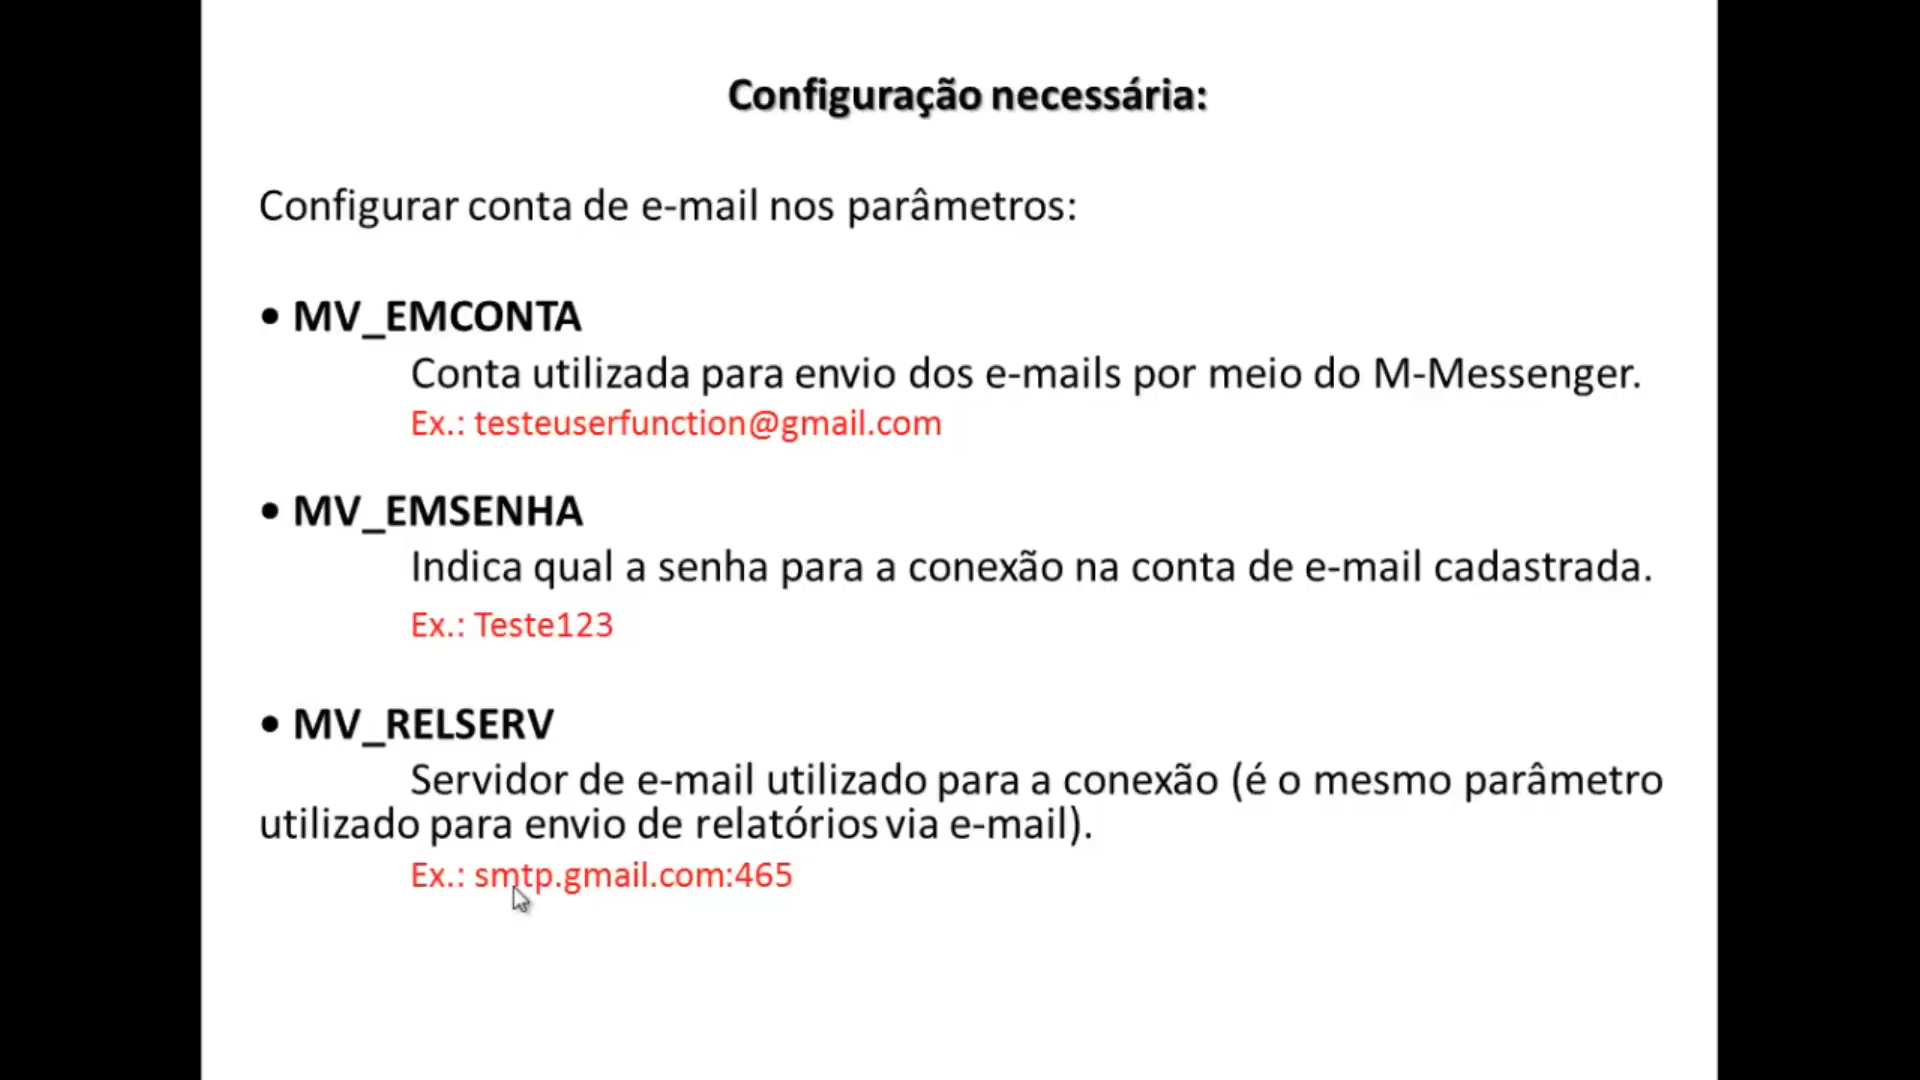 Configuração necessária:
Configurar conta de e-mail nos parâmetros:
• MV_EMCONTA
Conta utilizada para envio dos e-mails por meio do M-Messenger.
Ex.: testeuserfunction@gmail.com
• MV_EMSENHA
Indica qual a senha para a conexão na conta de e-mail cadastrada.
Ex.: Teste123
• MV_RELSERV
Servidor de e-mail utilizado para a conexão (é o mesmo parâmetro
utilizado para envio de relatórios via e-mail).
Ex.: smtp.gmail.com:465